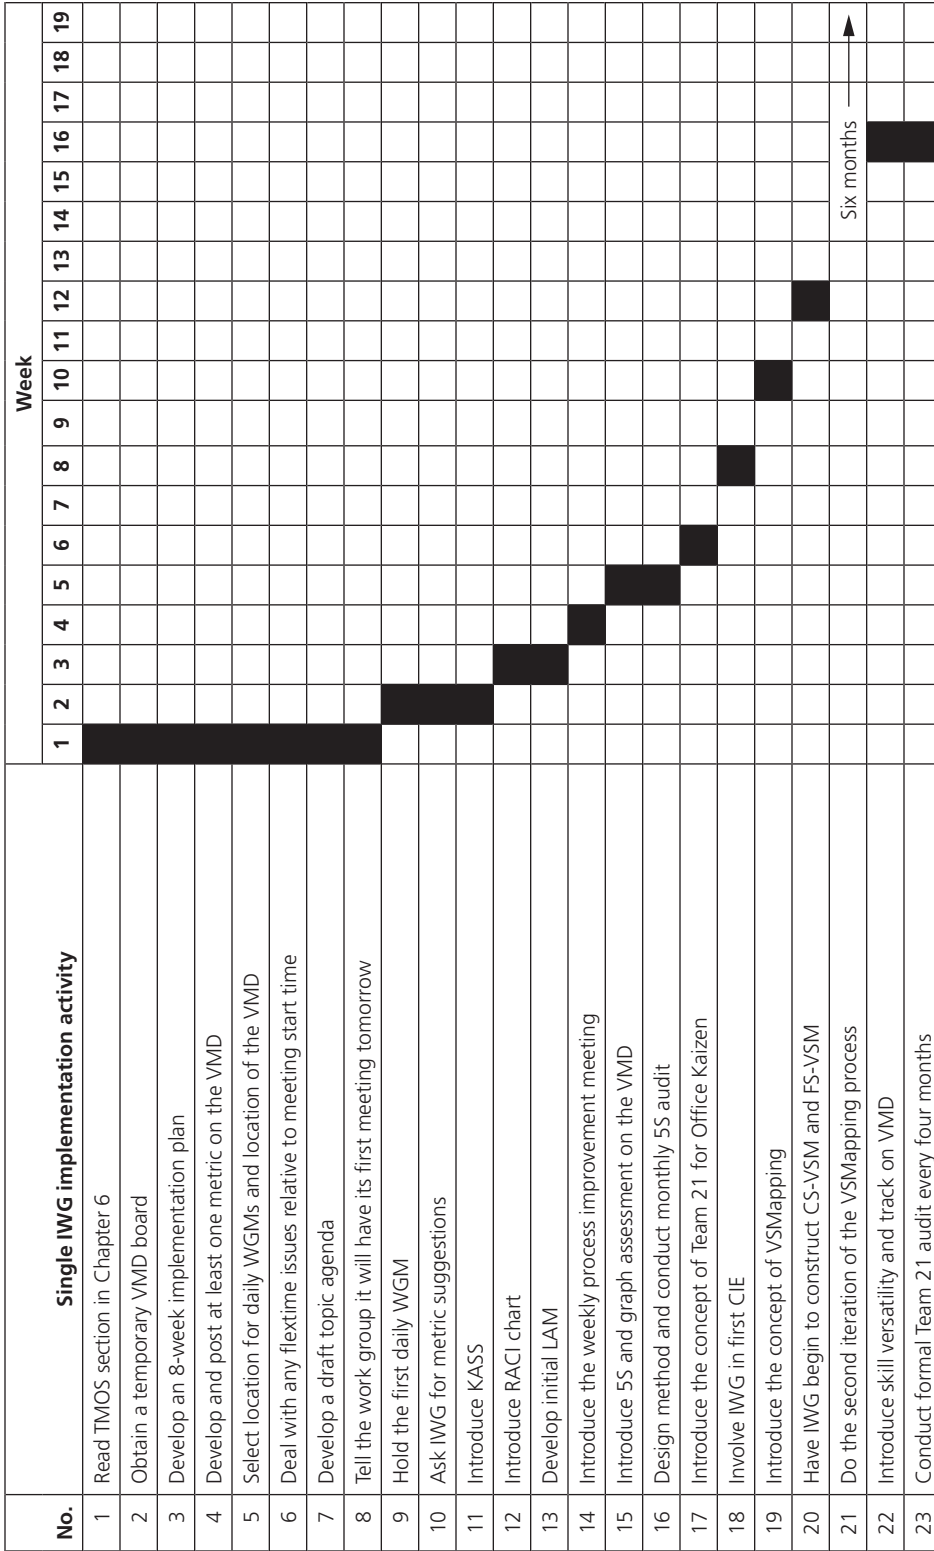 Week
No. Single IWG implementation activity 1 2 3 4 5 6 7 8 9 10 11 12 13 14 15 16 17 18 19
1 Read TMOS section in Chapter 6
2 Obtain a temporary VMD board
3 Develop an 8-week implementation plan
4 Develop and post at least one metric on the VMD
5 Select location for daily WGMs and location of the VMD
6 Deal with any flextime issues relative to meeting start time
7 Develop a draft topic agenda
8 Tell the work group it will have its first meeting tomorrow
9 Hold the first daily WGM
10 Ask IWG for metric suggestions
11 Introduce KASS
12 Introduce RACI chart
13 Develop initial LAM
14 Introduce the weekly process improvement meeting
15 Introduce 5S and graph assessment on the VMD
16 Design method and conduct monthly 5S audit
17 Introduce the concept of Team 21 for Office Kaizen
18 Involve IWG in first CIE
19 Introduce the concept of VSMapping
20 Have IWG begin to construct CS-VSM and FS-VSM
21 Do the second iteration of the VSMapping process Six months
22 Introduce skill versatility and track on VMD
23 Conduct formal Team 21 audit every four months